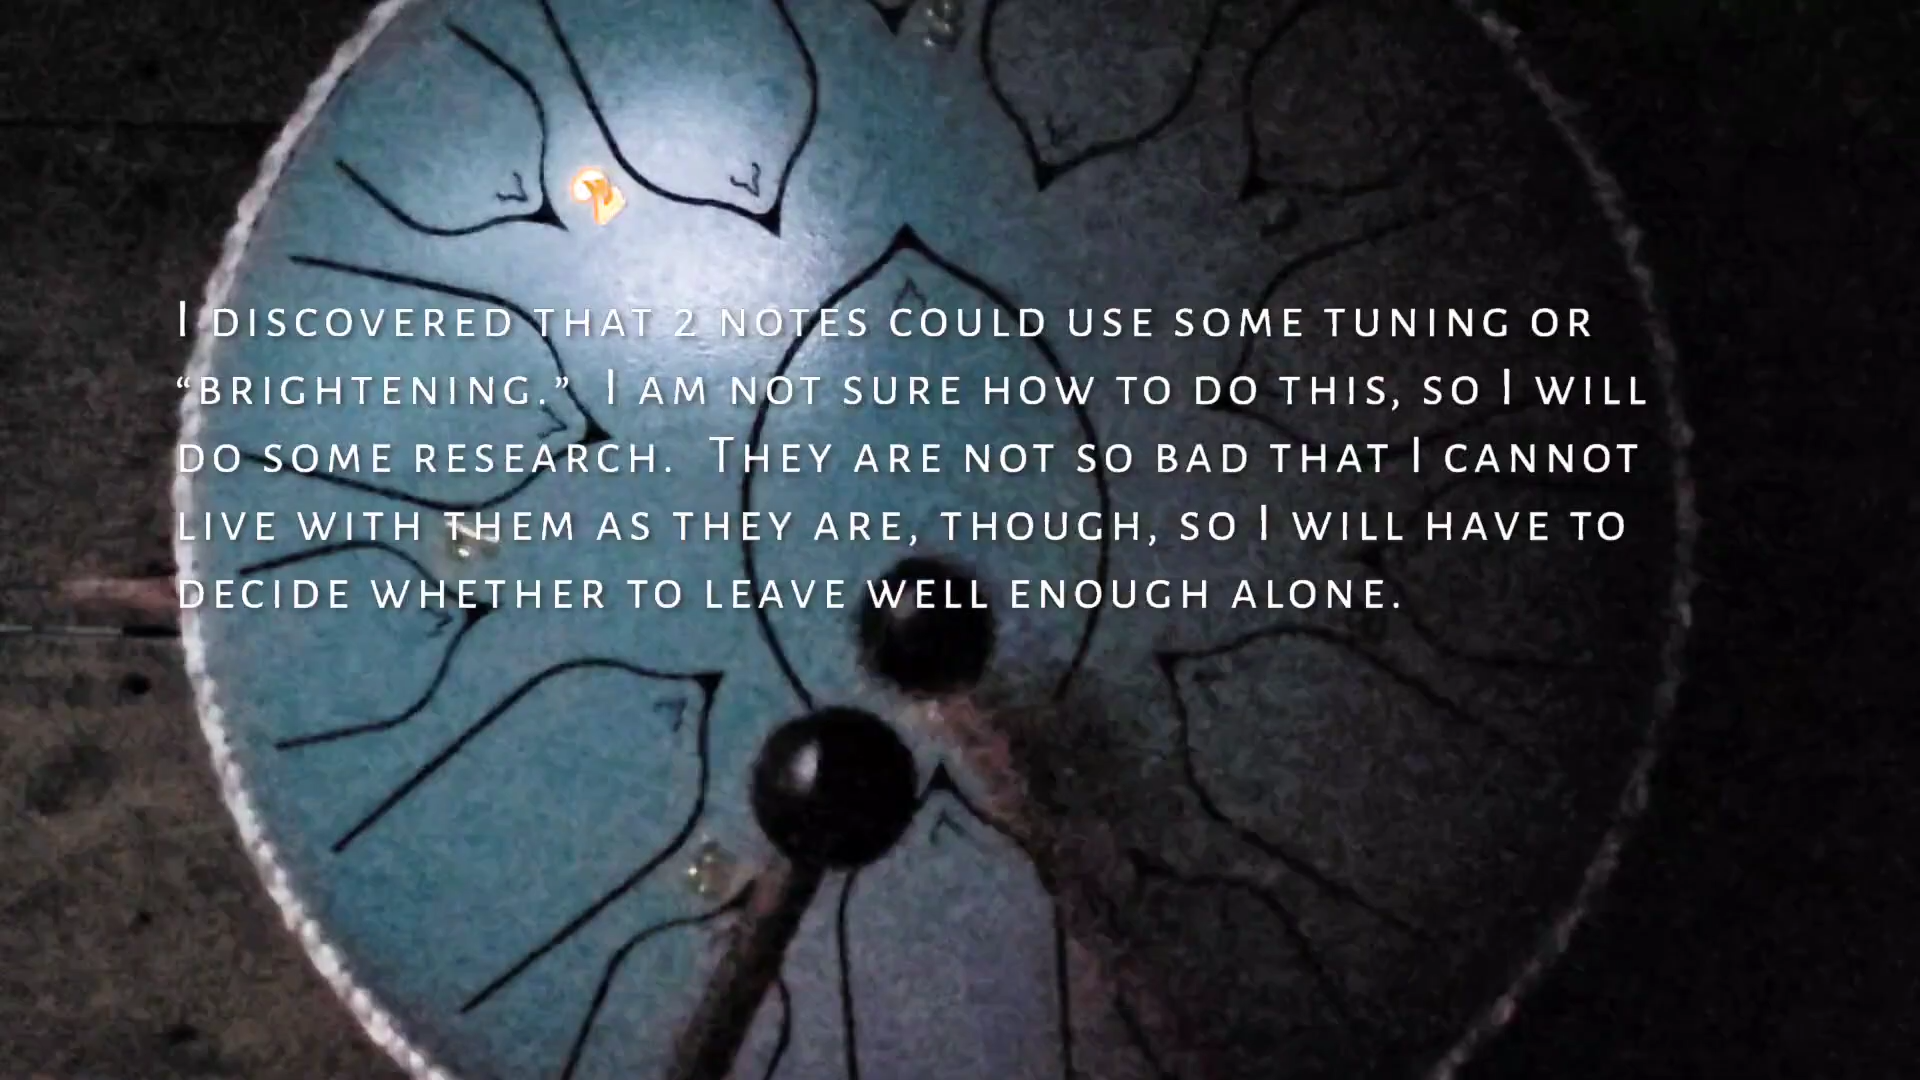 I discovered that 2 notes could use some tuning or
“brightening.”  I am not sure how to do this, so I will
do some research.  They are not so bad that I cannot
live with them as they are, though, so I will have to
decide whether to leave well enough alone.